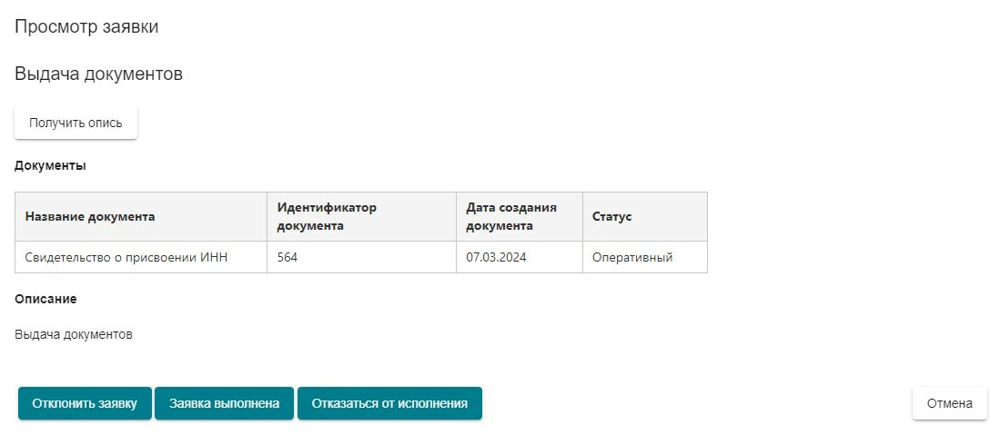 Просмотр заявки
Выдача документов
Получить опись
Документы
Название документа Идентификатор документа Дата создания документа Статус
Свидетельство о присвоении ИНН 564 07.03.2024 Оперативный
Описание
Выдача документов
Отклонить заявку Заявка выполнена Отказаться от исполнения Отмена